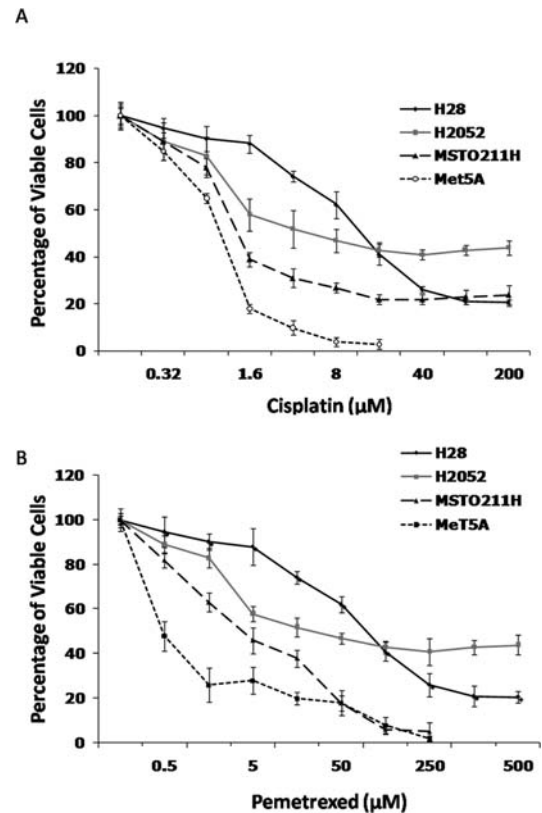 A
120
100
80
60
40
20
0
Percentage of Viable Cells
H28
H2052
MSTO211H
Met5A
0.32 1.6 8 40 200
Cisplatin (µM)
B
120
100
80
60
40
20
0
Percentage of Viable Cells
H28
H2052
MSTO211H
MeT5A
0.5 5 50 250 500
Pemetrexed (µM)